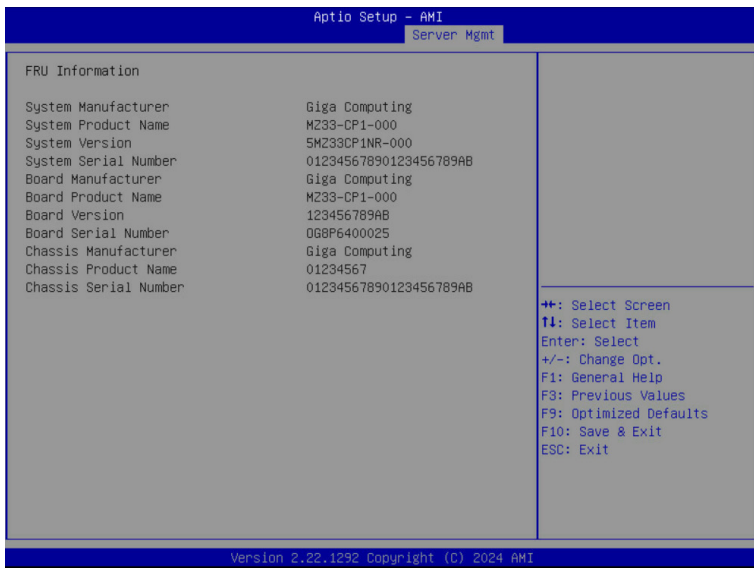 Aptio Setup – AMI
Server Mgmt
FRU Information
System Manufacturer Giga Computing
System Product Name MZ33-CP1-000
System Version 5MZ33CP1NR-000
System Serial Number 01234567890123456789AB
Board Manufacturer Giga Computing
Board Product Name MZ33-CP1-000
Board Version 123456789AB
Board Serial Number OG8P6400025
Chassis Manufacturer Giga Computing
Chassis Product Name 01234567
Chassis Serial Number 01234567890123456789AB
→←: Select Screen
↑↓: Select Item
Enter: Select
+/-: Change Opt.
F1: General Help
F3: Previous Values
F9: Optimized Defaults
F10: Save & Exit
ESC: Exit
Version 2.22.1292 Copyright (C) 2024 AMI